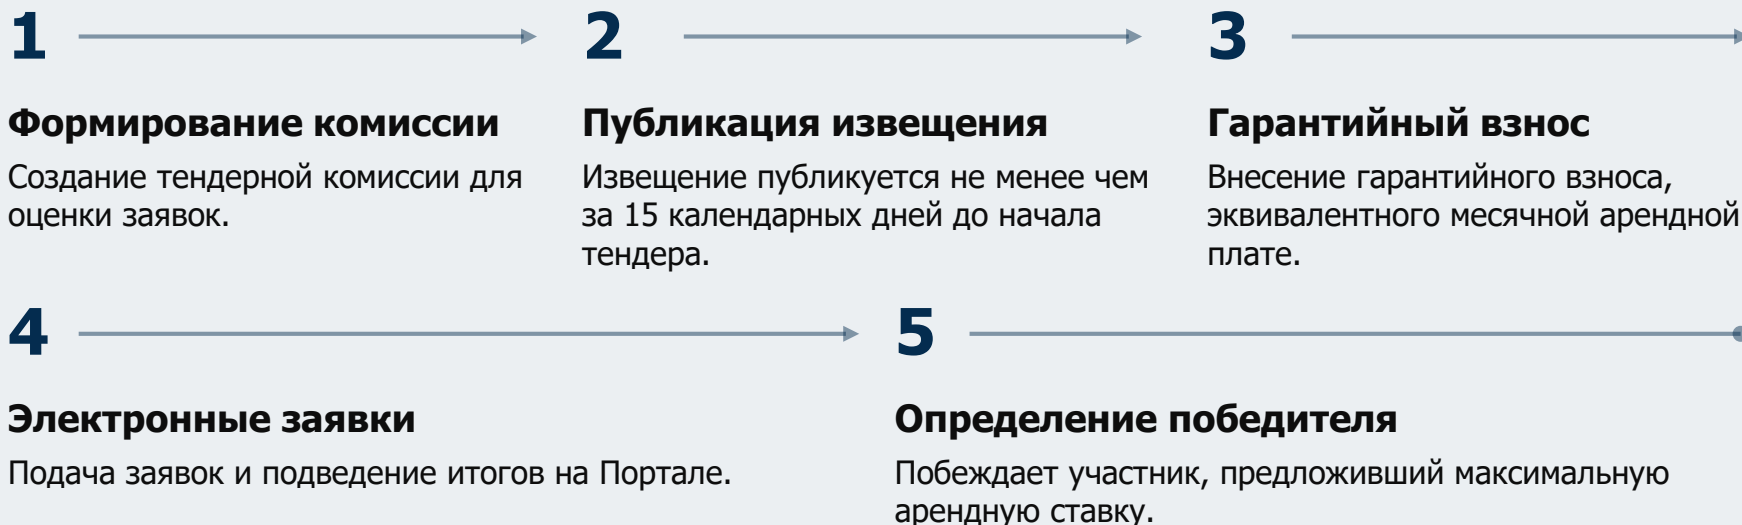 1
2
3
Формирование комиссии
Создание тендерной комиссии для
оценки заявок.
Публикация извещения
Извещение публикуется не менее чем
за 15 календарных дней до начала
тендера.
Гарантийный взнос
Внесение гарантийного взноса,
эквивалентного месячной арендной
плате.
4
5
Электронные заявки
Подача заявок и подведение итогов на Портале.
Определение победителя
Побеждает участник, предложивший максимальную
арендную ставку.